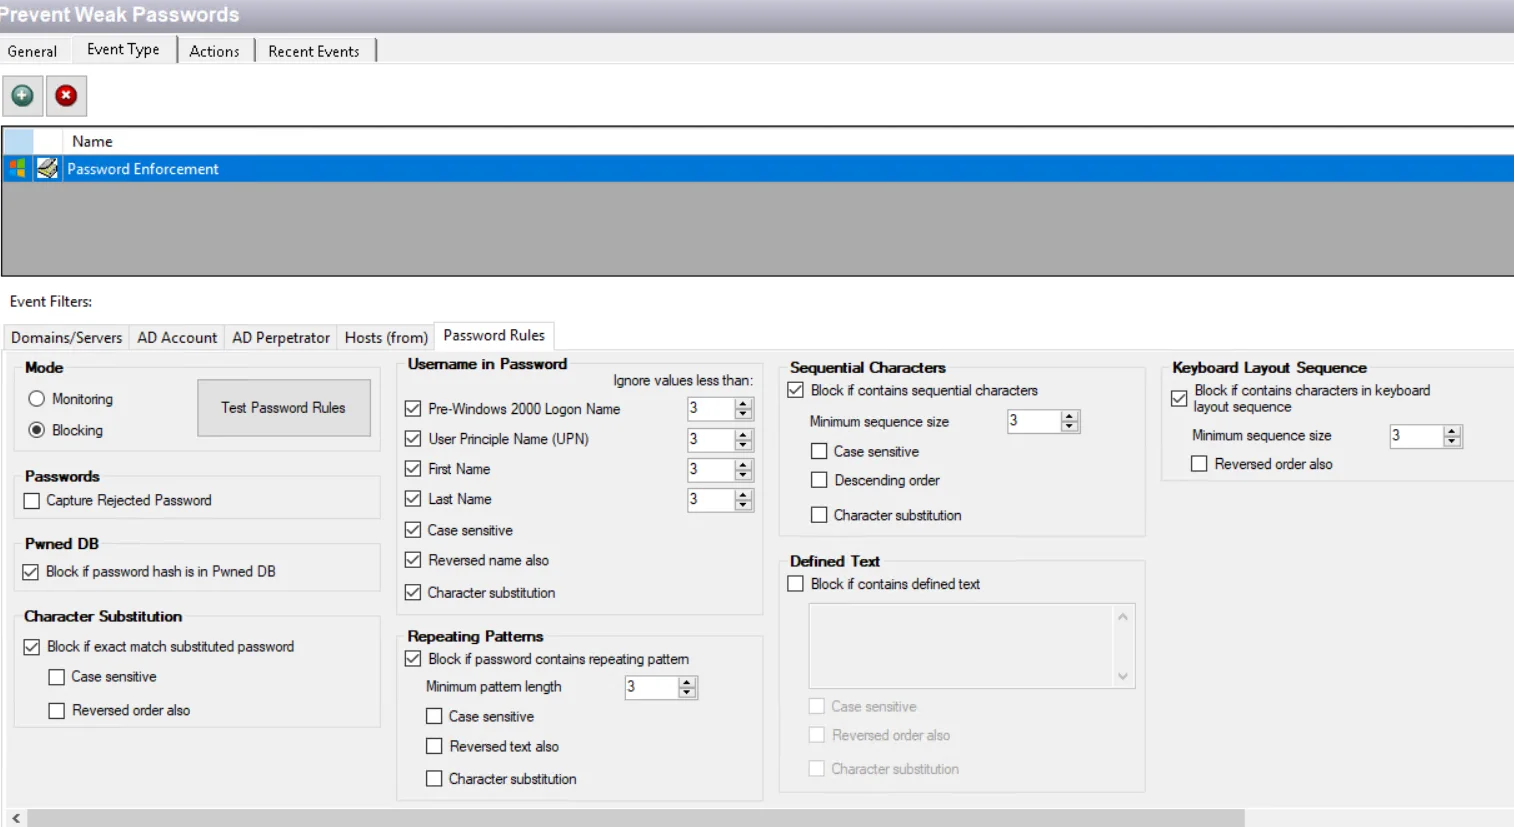 Prevent Weak Passwords
General
Event Type
Actions
Recent Events
Name
Password Enforcement
Event Filters:
Domains/Servers
AD Account
AD Perpetrator
Hosts (from)
Password Rules
Mode
Monitoring
Blocking
Test Password Rules
Passwords
Capture Rejected Password
Pwned DB
Block if password hash is in Pwned DB
Character Substitution
Block if exact match substituted password
Case sensitive
Reversed order also
Username in Password
Ignore values less than:
Pre-Windows 2000 Logon Name 3
User Principle Name (UPN) 3
First Name 3
Last Name 3
Case sensitive
Reversed name also
Character substitution
Repeating Patterns
Block if password contains repeating pattern
Minimum pattern length 3
Case sensitive
Reversed text also
Character substitution
Sequential Characters
Block if contains sequential characters
Minimum sequence size 3
Case sensitive
Descending order
Character substitution
Defined Text
Block if contains defined text
Case sensitive
Reversed order also
Character substitution
Keyboard Layout Sequence
Block if contains characters in keyboard
layout sequence
Minimum sequence size 3
Reversed order also